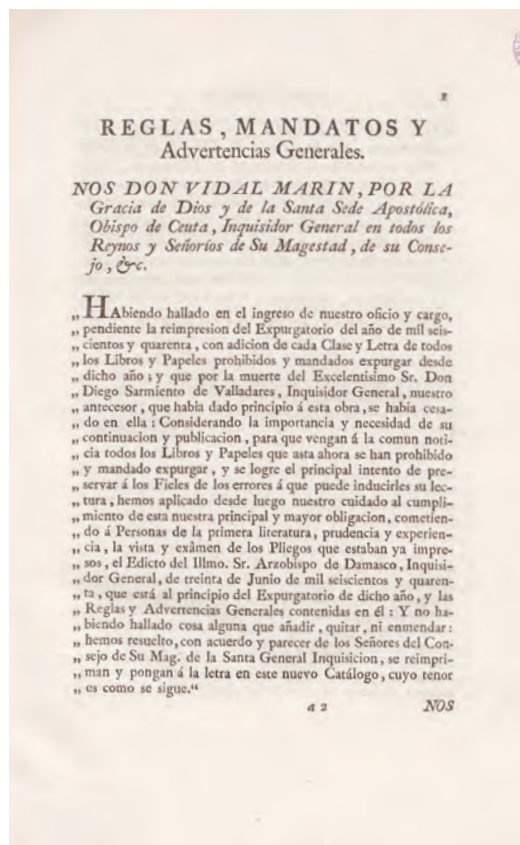 1
REGLAS, MANDATOS Y
Advertencias Generales.
NOS DON VIDAL MARIN, POR LA
Gracia de Dios y de la Santa Sede Apostólica,
Obispo de Ceuta, Inquisidor General en todos los
Reynos y Señoríos de Su Magestad, de su Conse-
jo, &c.
„ HAbiendo hallado en el ingreso de nuestro oficio y cargo,
„ pendiente la reimpresion del Expurgatorio del año de mil seis-
„ cientos y quarenta, con adicion de cada Clase y Letra de todos
„ los Libros y Papeles prohibidos y mandados expurgar desde
„ dicho año; y que por la muerte del Excelentisimo Sr. Don
„ Diego Sarmiento de Valladares, Inquisidor General, nuestro
„ antecesor, que habia dado principio á esta obra, se habia cesa-
„ do en ella: Considerando la importancia y necesidad de su
„ continuacion y publicacion, para que vengan á la comun noti-
„ cia todos los Libros y Papeles que asta ahora se han prohibido
„ y mandado expurgar, y se logre el principal intento de pre-
„ servar á los Fieles de los errores á que puede inducirles su lec-
„ tura, hemos aplicado desde luego nuestro cuidado al cumpli-
„ miento de esta nuestra principal y mayor obligacion, cometien-
„ do á Personas de la primera literatura, prudencia y experien-
„ cia, la vista y exâmen de los Pliegos que estaban ya impre-
„ sos, el Edicto del Illmo. Sr. Arzobispo de Damasco, Inquisi-
„ dor General, de treinta de Junio de mil seiscientos y quaren-
„ ta, que está al principio del Expurgatorio de dicho año, y las
„ Reglas y Advertencias Generales contenidas en él: Y no ha-
„ biendo hallado cosa alguna que añadir, quitar, ni enmendar:
„ hemos resuelto, con acuerdo y parecer de los Señores del Con-
„ sejo de Su Mag. de la Santa General Inquisicion, se reimpri-
„ man y pongan á la letra en este nuevo Catálogo, cuyo tenor
„ es como se sigue.“
a 2 NOS